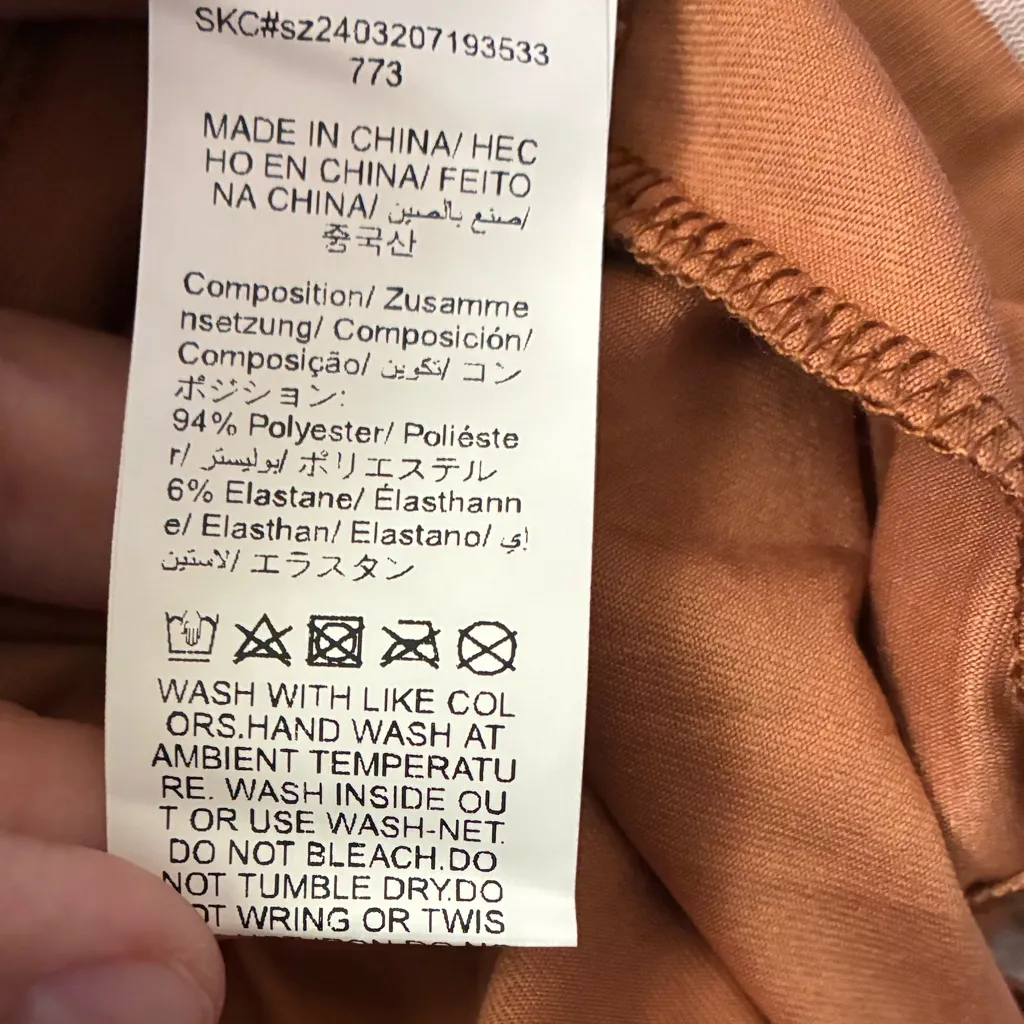 SKC#sz2403207193533
773
MADE IN CHINA/ HEC
HO EN CHINA/ FEITO
NA CHINA/ صنع بالصين/
중국산
Composition/ Zusamme
nsetzung/ Composición/
Composição/ تكوين/ コン
ポジション:
94% Polyester/ Poliéste
r/ بوليستر/ ポリエステル
6% Elastane/ Élasthann
e/ Elasthan/ Elastano/ إي
لاستين/ エラスタン
WASH WITH LIKE COL
ORS.HAND WASH AT
AMBIENT TEMPERATU
RE. WASH INSIDE OU
T OR USE WASH-NET.
DO NOT BLEACH.DO
NOT TUMBLE DRY.DO
OT WRING OR TWIS